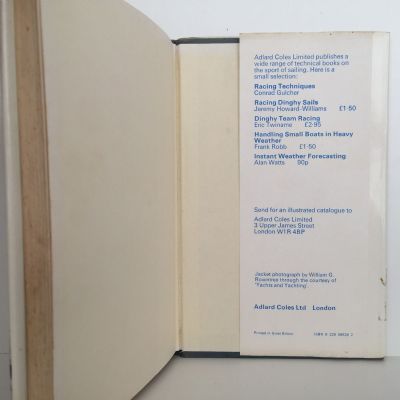 Adlard Coles Limited publishes a
wide range of technical books on
the sport of sailing. Here is a
small selection:
Racing Techniques
Conrad Gulcher
Racing Dinghy Sails
Jeremy Howard-Williams £1·50
Dinghy Team Racing
Eric Twiname £2·95
Handling Small Boats in Heavy
Weather
Frank Robb £1·50
Instant Weather Forecasting
Alan Watts 90p
Send for an illustrated catalogue to
Adlard Coles Limited
3 Upper James Street
London W1R 4BP
Jacket photograph by William G.
Rowntree through the courtesy of
'Yachts and Yachting'.
Adlard Coles Ltd London
Printed in Great Britain
ISBN 0 229